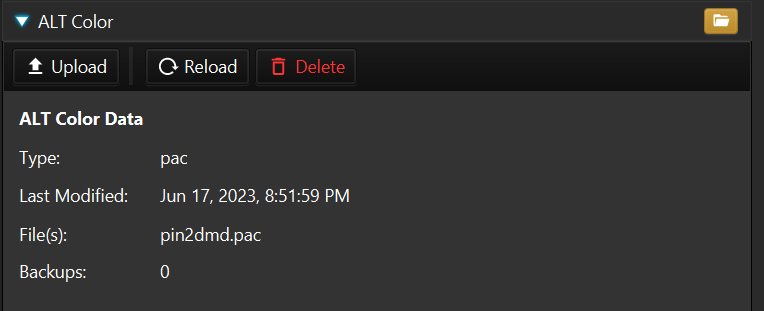 ALT Color
Upload Reload Delete
ALT Color Data
Type: pac
Last Modified: Jun 17, 2023, 8:51:59 PM
File(s): pin2dmd.pac
Backups: 0